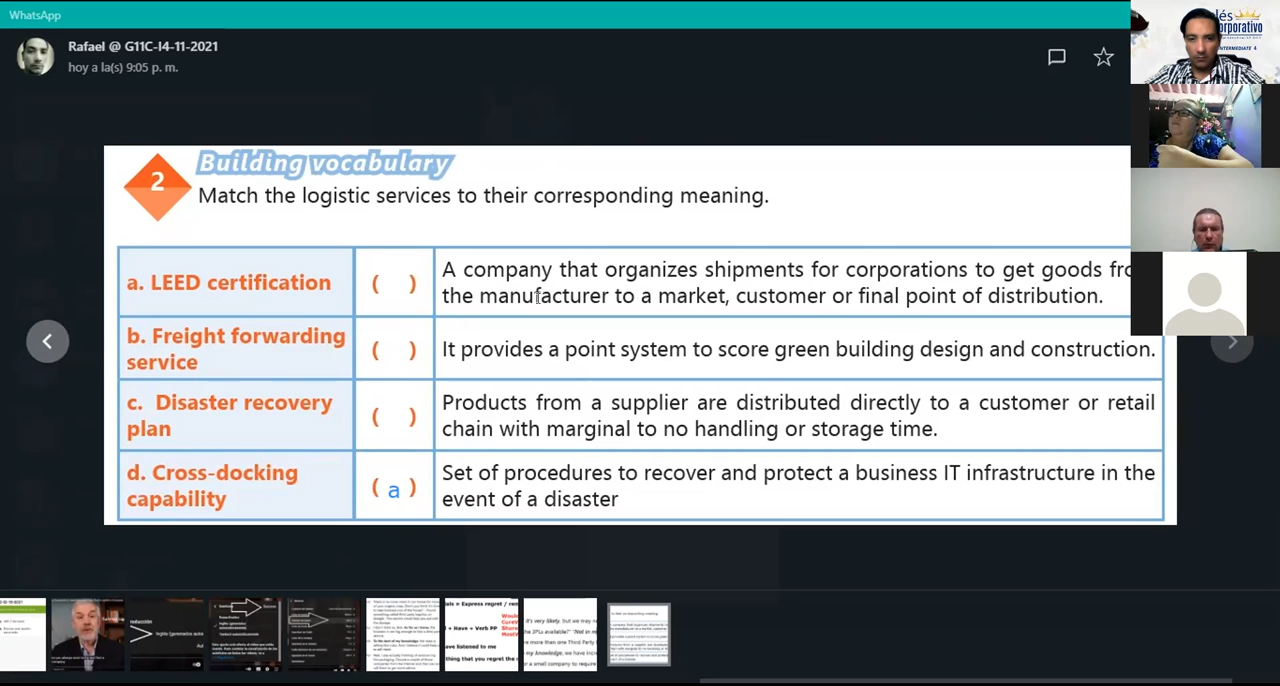 WhatsApp
Rafael @ G11C-I4-11-2021
hoy a la(s) 9:05 p. m.
INTERMEDIATE 4
2
Building vocabulary
Match the logistic services to their corresponding meaning.
a. LEED certification
( )
A company that organizes shipments for corporations to get goods
the manufacturer to a market, customer or final point of distribution.
b. Freight forwarding
service
( )
It provides a point system to score green building design and construction.
c. Disaster recovery
plan
( )
Products from a supplier are distributed directly to a customer or retail
chain with marginal to no handling or storage time.
d. Cross-docking
capability
( a )
Set of procedures to recover and protect a business IT infrastructure in the
event of a disaster